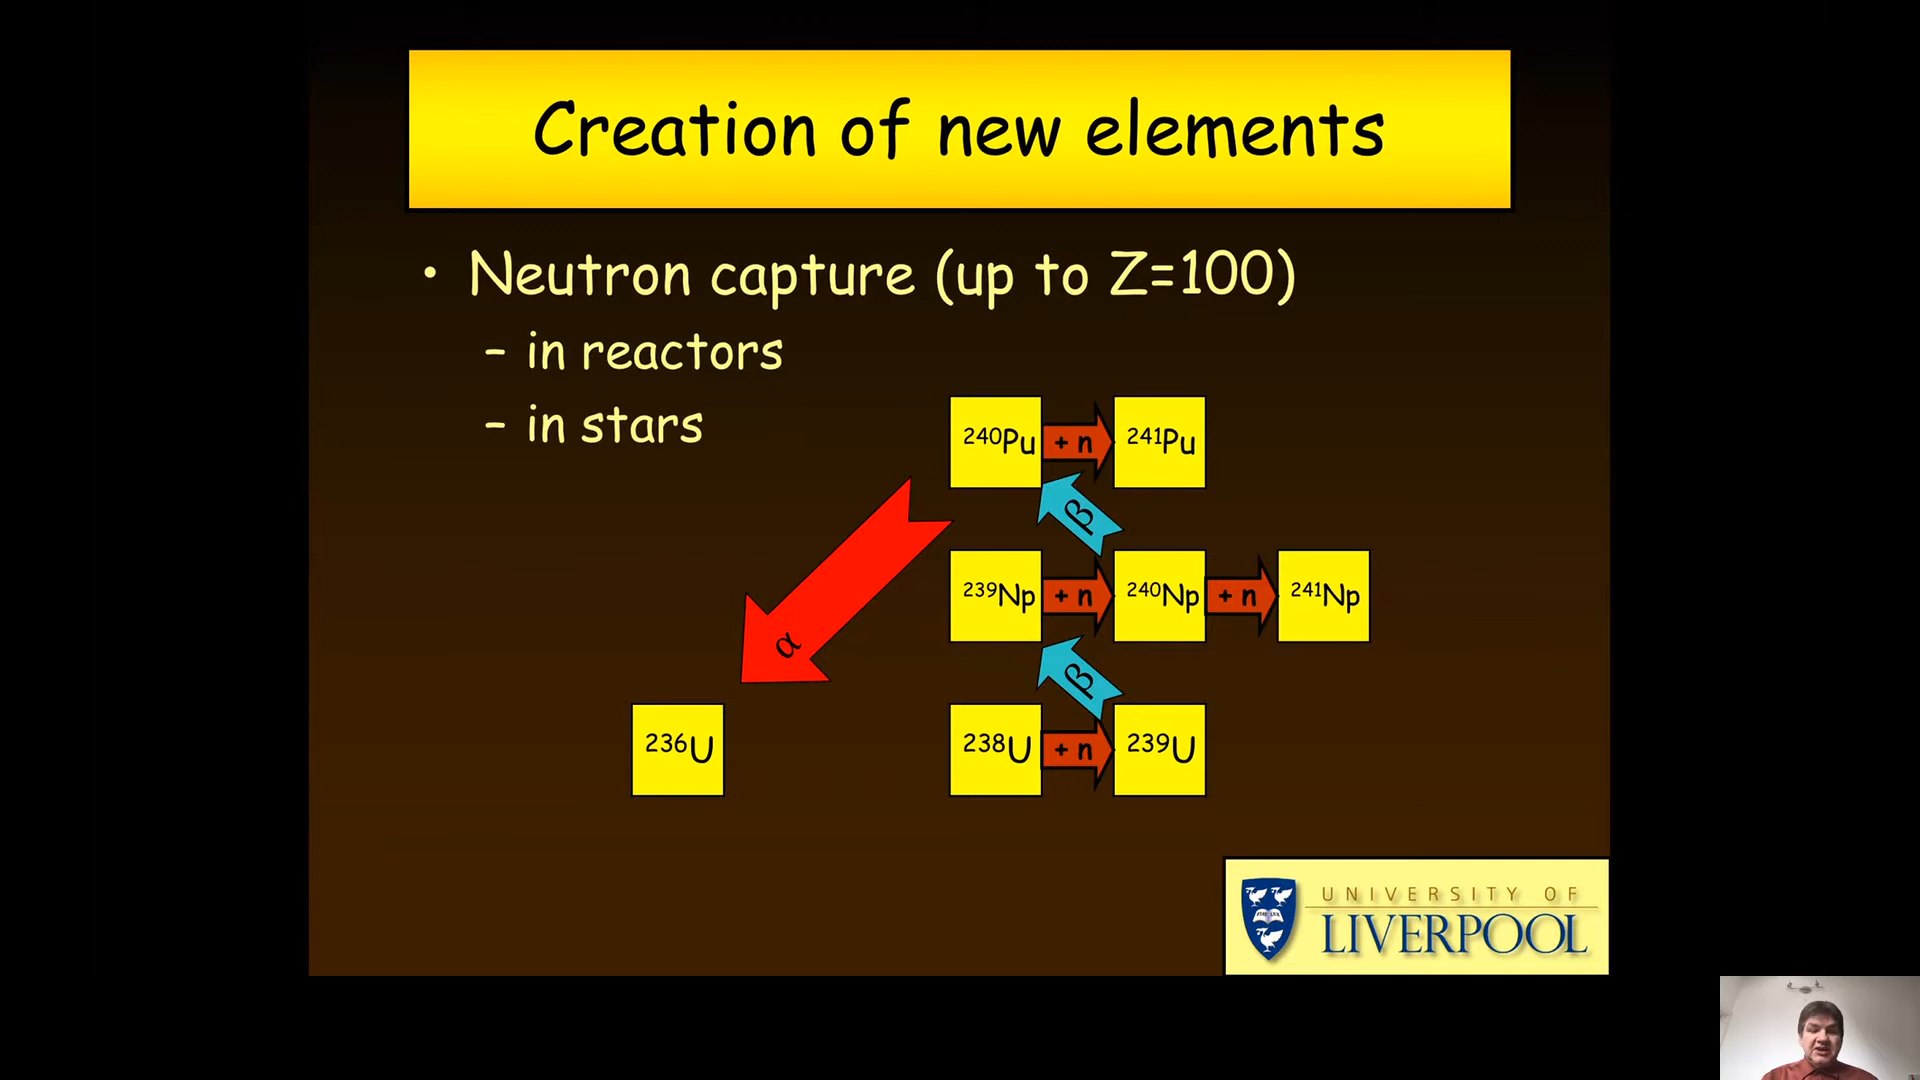 Creation of new elements
• Neutron capture (up to Z=100)
– in reactors
– in stars
²⁴⁰Pu + n ²⁴¹Pu
β
²³⁹Np + n ²⁴⁰Np + n ²⁴¹Np
α
β
²³⁶U ²³⁸U + n ²³⁹U
UNIVERSITY OF
LIVERPOOL